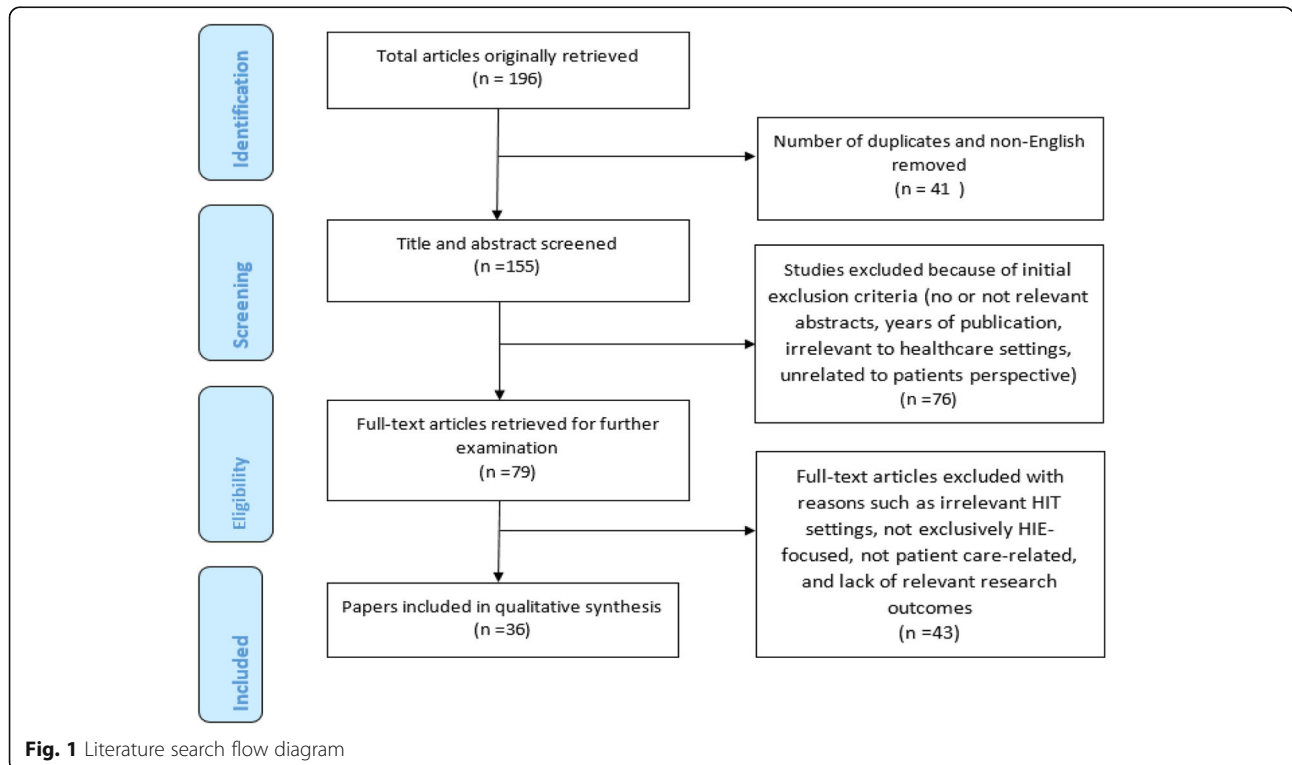 Identification
Total articles originally retrieved
(n = 196)
Number of duplicates and non-English
removed
(n = 41  )
Screening
Title and abstract screened
(n =155)
Studies excluded because of initial
exclusion criteria (no or not relevant
abstracts, years of publication,
irrelevant to healthcare settings,
unrelated to patients perspective)
(n =76)
Eligibility
Full-text articles retrieved for further
examination
(n =79)
Full-text articles excluded with
reasons such as irrelevant HIT
settings, not exclusively HIE-
focused, not patient care-related,
and lack of relevant research
outcomes
(n =43)
Included
Papers included in qualitative synthesis
(n =36)
Fig. 1 Literature search flow diagram